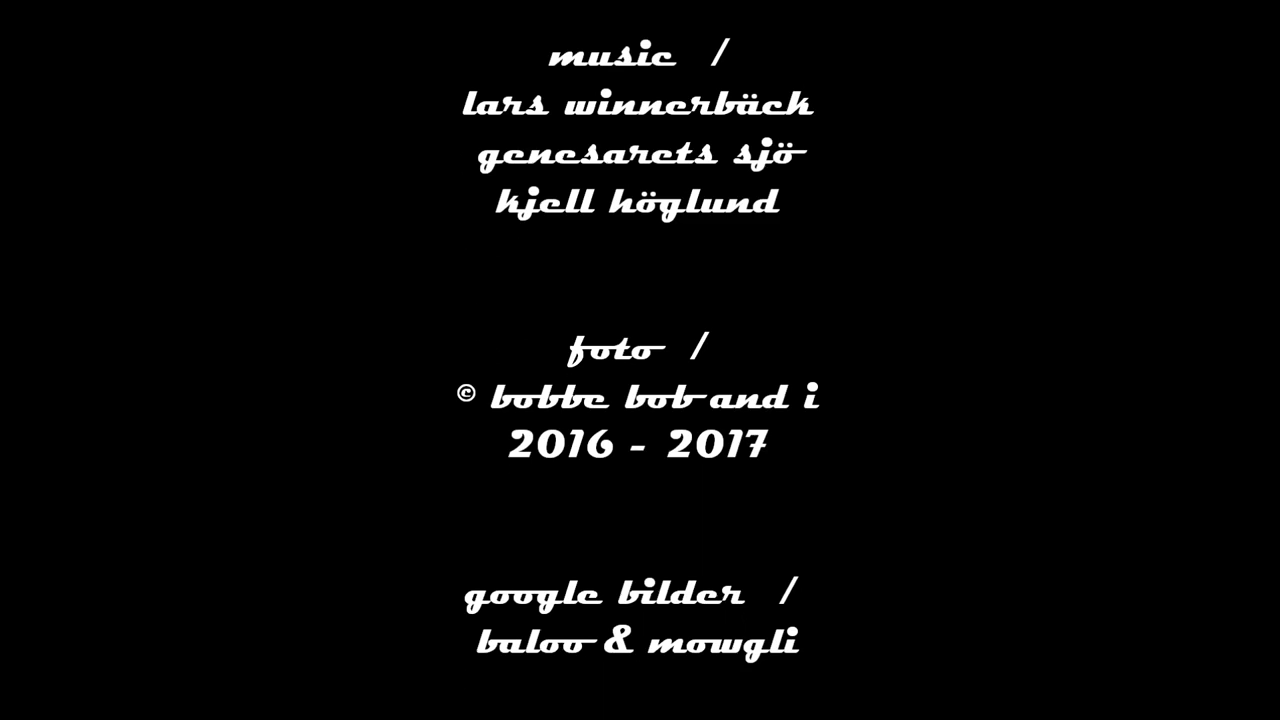 music /
lars winnerbäck
genesarets sjö
kjell höglund
foto /
© bobbe bob and i
2016 - 2017
google bilder /
baloo & mowgli